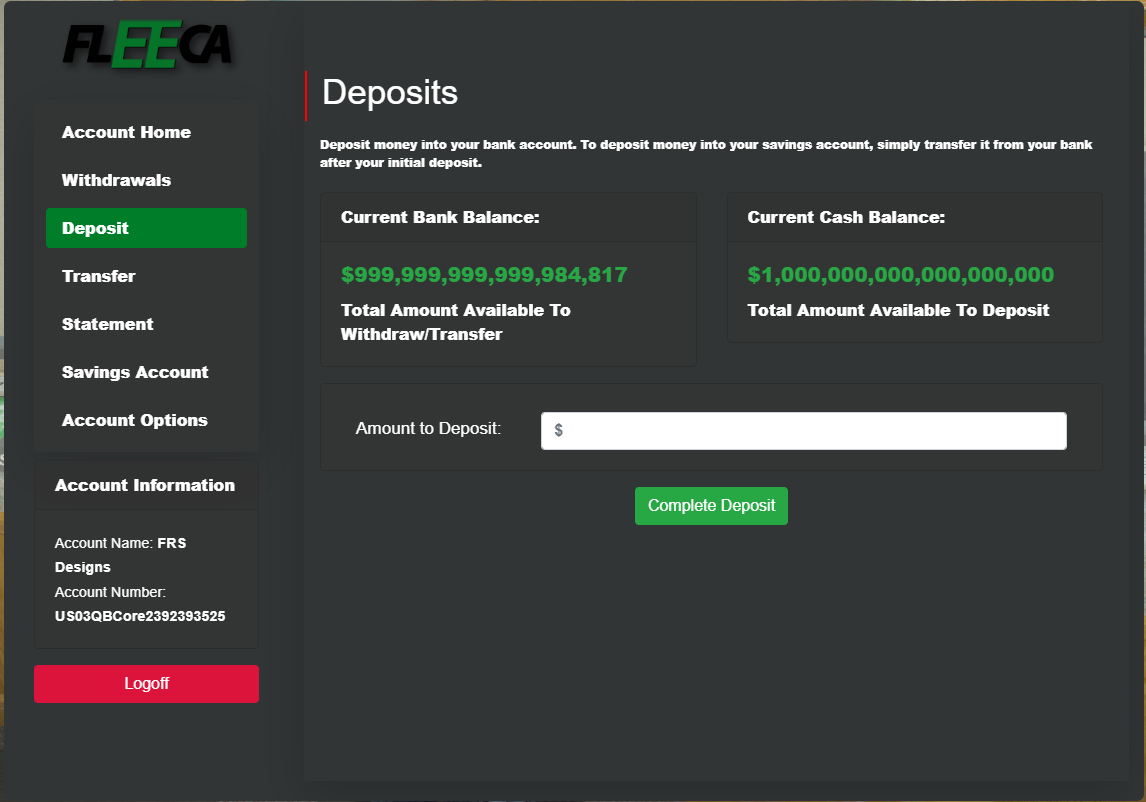 FLEECA
Account Home
Withdrawals
Deposit
Transfer
Statement
Savings Account
Account Options
Account Information
Account Name: FRS
Designs
Account Number:
US03QBCore2392393525
Logoff
Deposits
Deposit money into your bank account. To deposit money into your savings account, simply transfer it from your bank
after your initial deposit.
Current Bank Balance:
$999,999,999,999,984,817
Total Amount Available To
Withdraw/Transfer
Current Cash Balance:
$1,000,000,000,000,000,000
Total Amount Available To Deposit
Amount to Deposit:
$
Complete Deposit